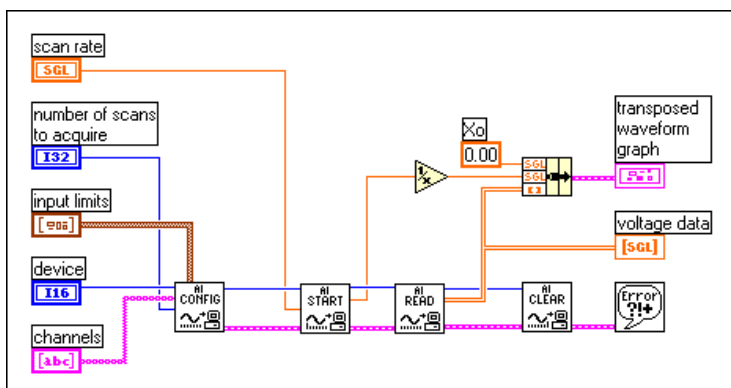 scan rate
SGL
number of scans
to acquire
I32
input limits
device
I16
channels
[abc]
AI
CONFIG
AI
START
AI
READ
AI
CLEAR
1/x
Xo
0.00
SGL
SGL
transposed
waveform
graph
voltage data
[SGL]
Error
?!+